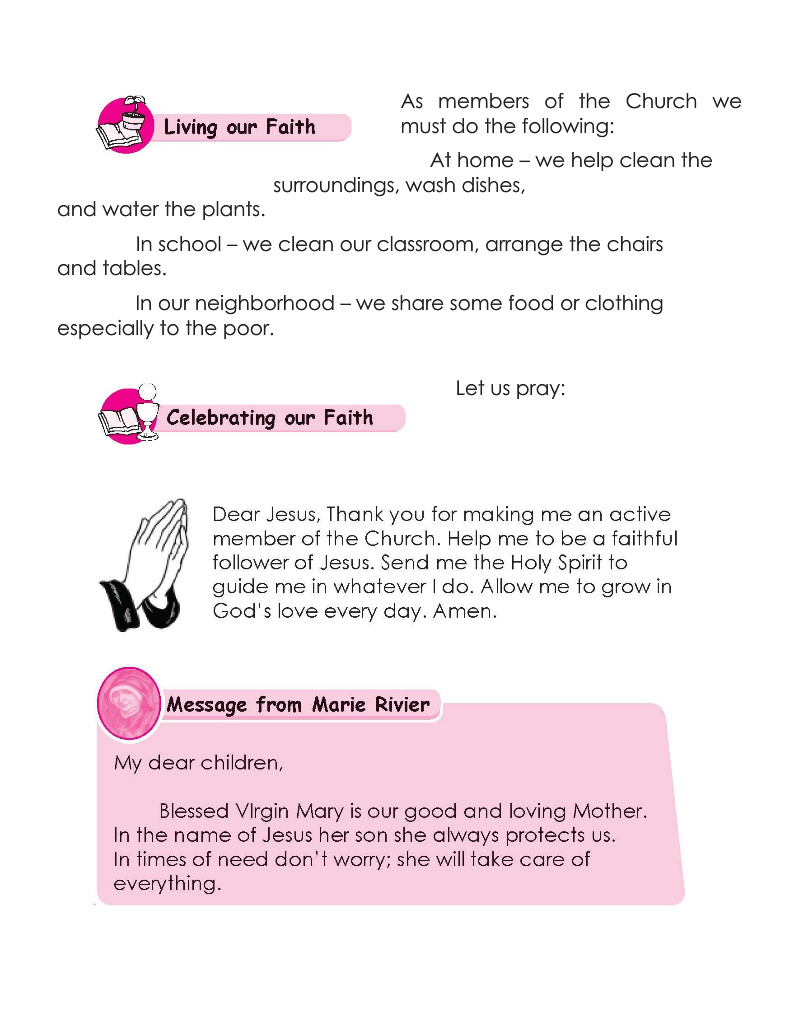 Living our Faith
As members of the Church we
must do the following:
At home – we help clean the
surroundings, wash dishes,
and water the plants.
In school – we clean our classroom, arrange the chairs
and tables.
In our neighborhood – we share some food or clothing
especially to the poor.
Let us pray:
Celebrating our Faith
Dear Jesus, Thank you for making me an active
member of the Church. Help me to be a faithful
follower of Jesus. Send me the Holy Spirit to
guide me in whatever I do. Allow me to grow in
God's love every day. Amen.
Message from Marie Rivier
My dear children,
Blessed VIrgin Mary is our good and loving Mother.
In the name of Jesus her son she always protects us.
In times of need don't worry; she will take care of
everything.